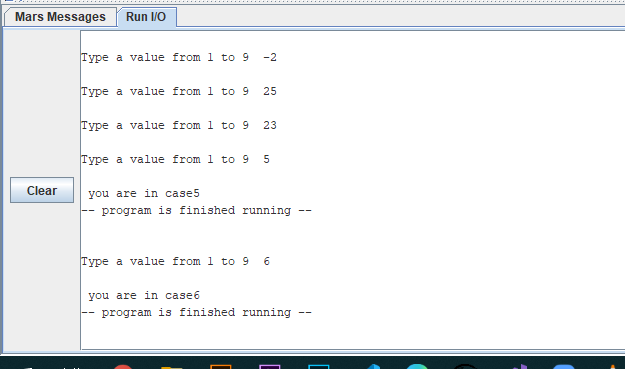 Mars Messages Run I/O
Type a value from 1 to 9  -2
Type a value from 1 to 9  25
Type a value from 1 to 9  23
Type a value from 1 to 9  5
Clear
you are in case5
-- program is finished running --
Type a value from 1 to 9  6
you are in case6
-- program is finished running --